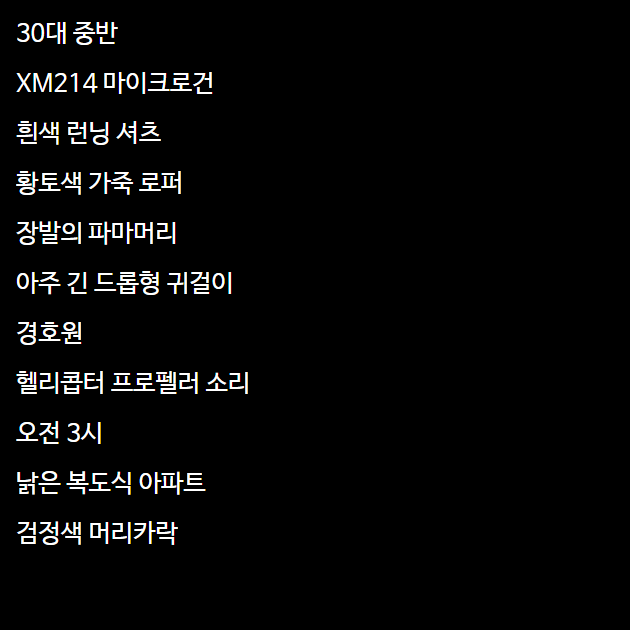 30대 중반
XM214 마이크로건
흰색 런닝 셔츠
황토색 가죽 로퍼
장발의 파마머리
아주 긴 드롭형 귀걸이
경호원
헬리콥터 프로펠러 소리
오전 3시
낡은 복도식 아파트
검정색 머리카락